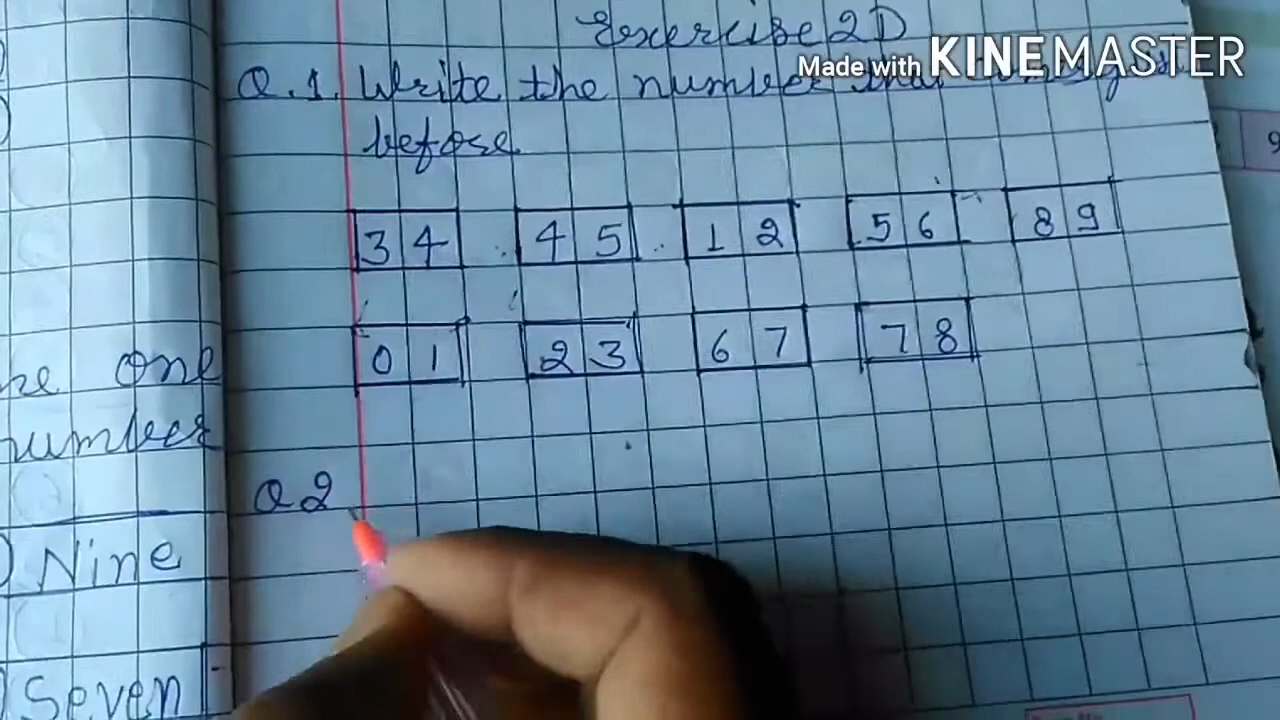 Exercise 2D
Made with KINEMASTER
Q.1. Write the number
before
3 4 4 5 1 2 5 6 8 9
0 1 2 3 6 7 7 8
one
number
Q 2
Nine
Seven